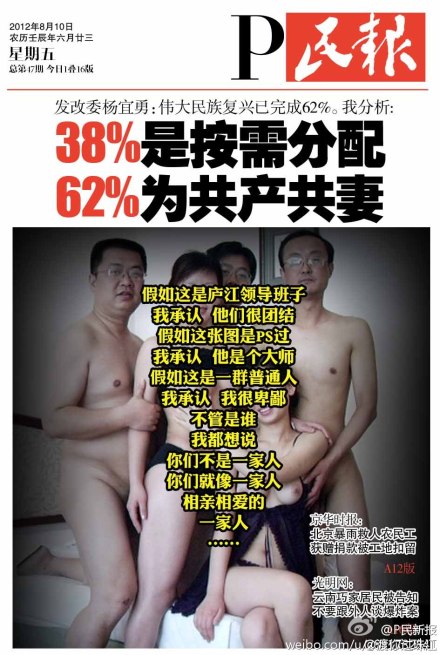 2012年8月10日
农历壬辰年六月廿三
星期五
总第47期 今日1叠16版
P民報
发改委杨宜勇:伟大民族复兴已完成62%。我分析:
38%是按需分配
62%为共产共妻
假如这是庐江领导班子
我承认 他们很团结
假如这张图是PS过
我承认 他是个大师
假如这是一群普通人
我承认 我很卑鄙
不管是谁
我都想说
你们不是一家人
你们就像一家人
相亲相爱的
一家人
……
京华时报:
北京暴雨救人农民工
获赠捐款被工地扣留
A12版
光明网:
云南巧家居民被告知
不要跟外人谈爆炸案
@P民新报
weibo.com/u/